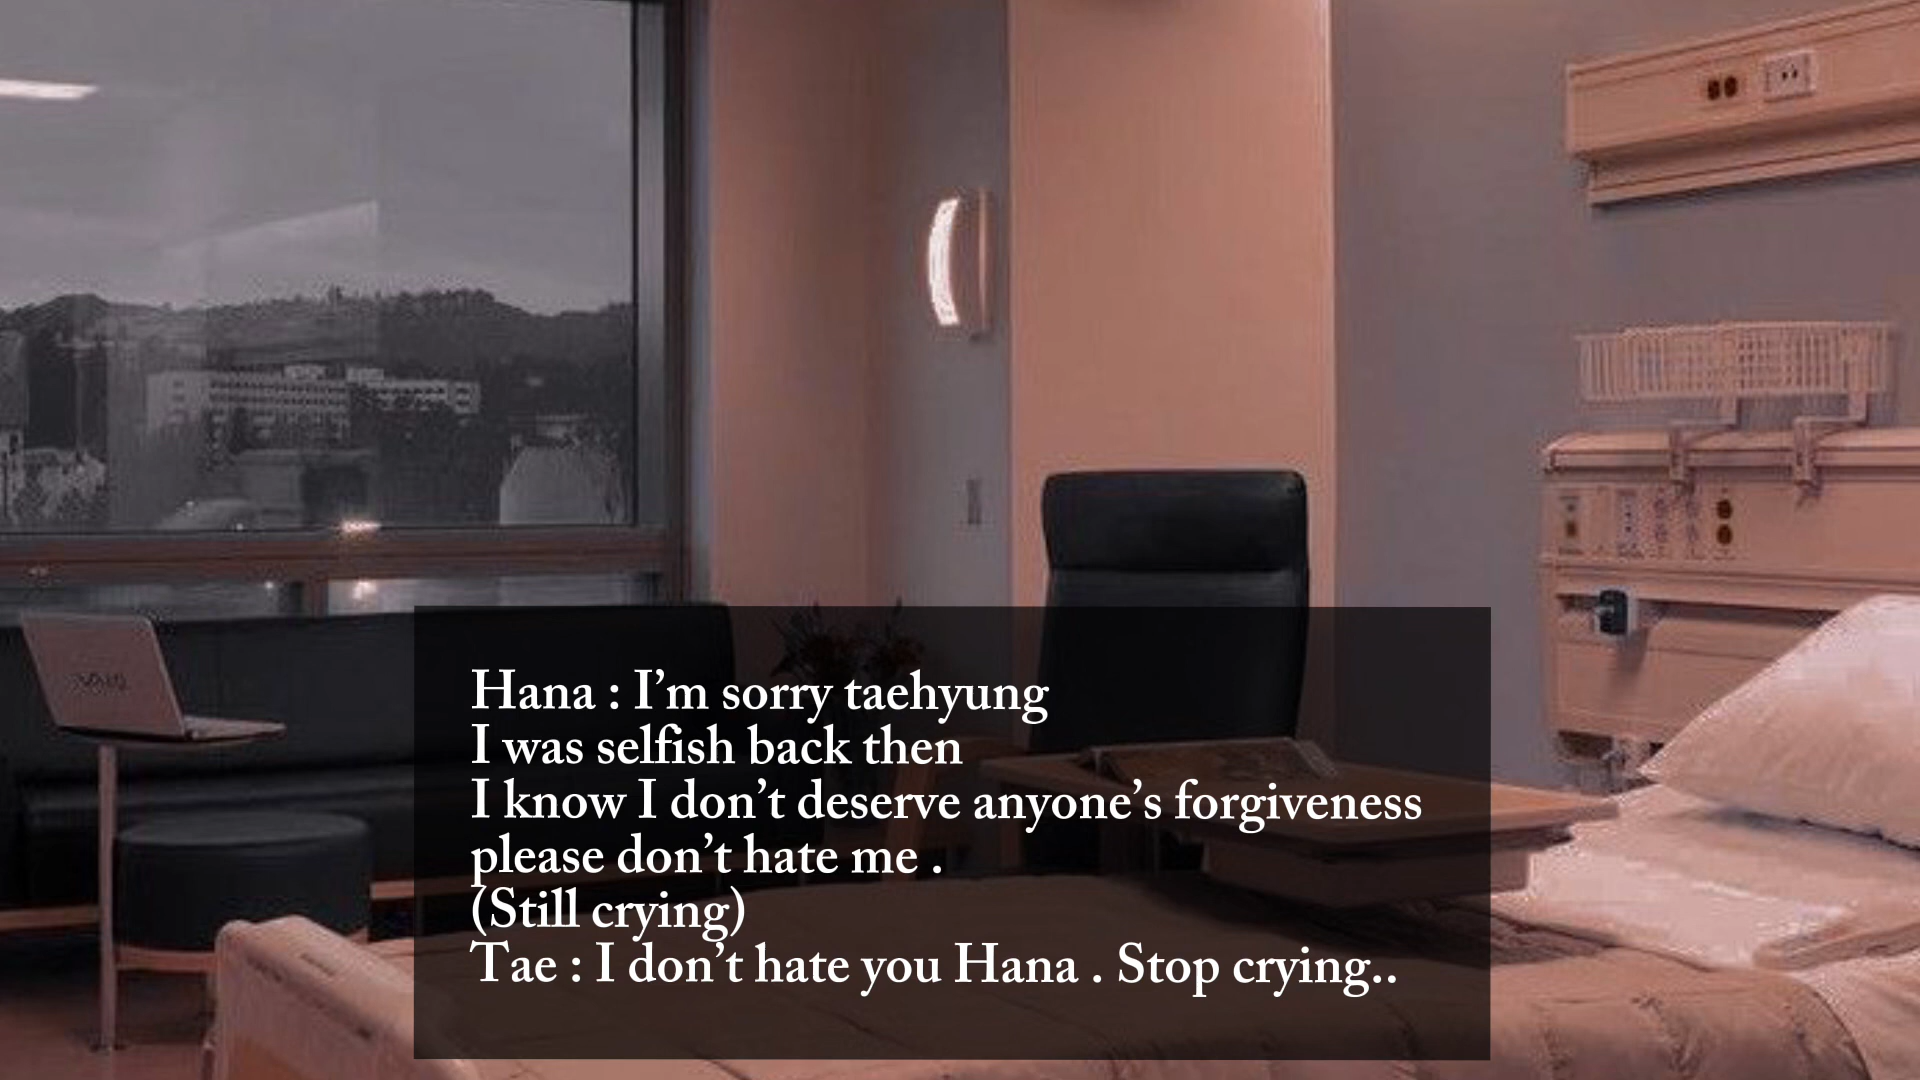 Hana : I’m sorry taehyung
I was selfish back then
I know I don’t deserve anyone’s forgiveness
please don’t hate me .
(Still crying)
Tae : I don’t hate you Hana . Stop crying..